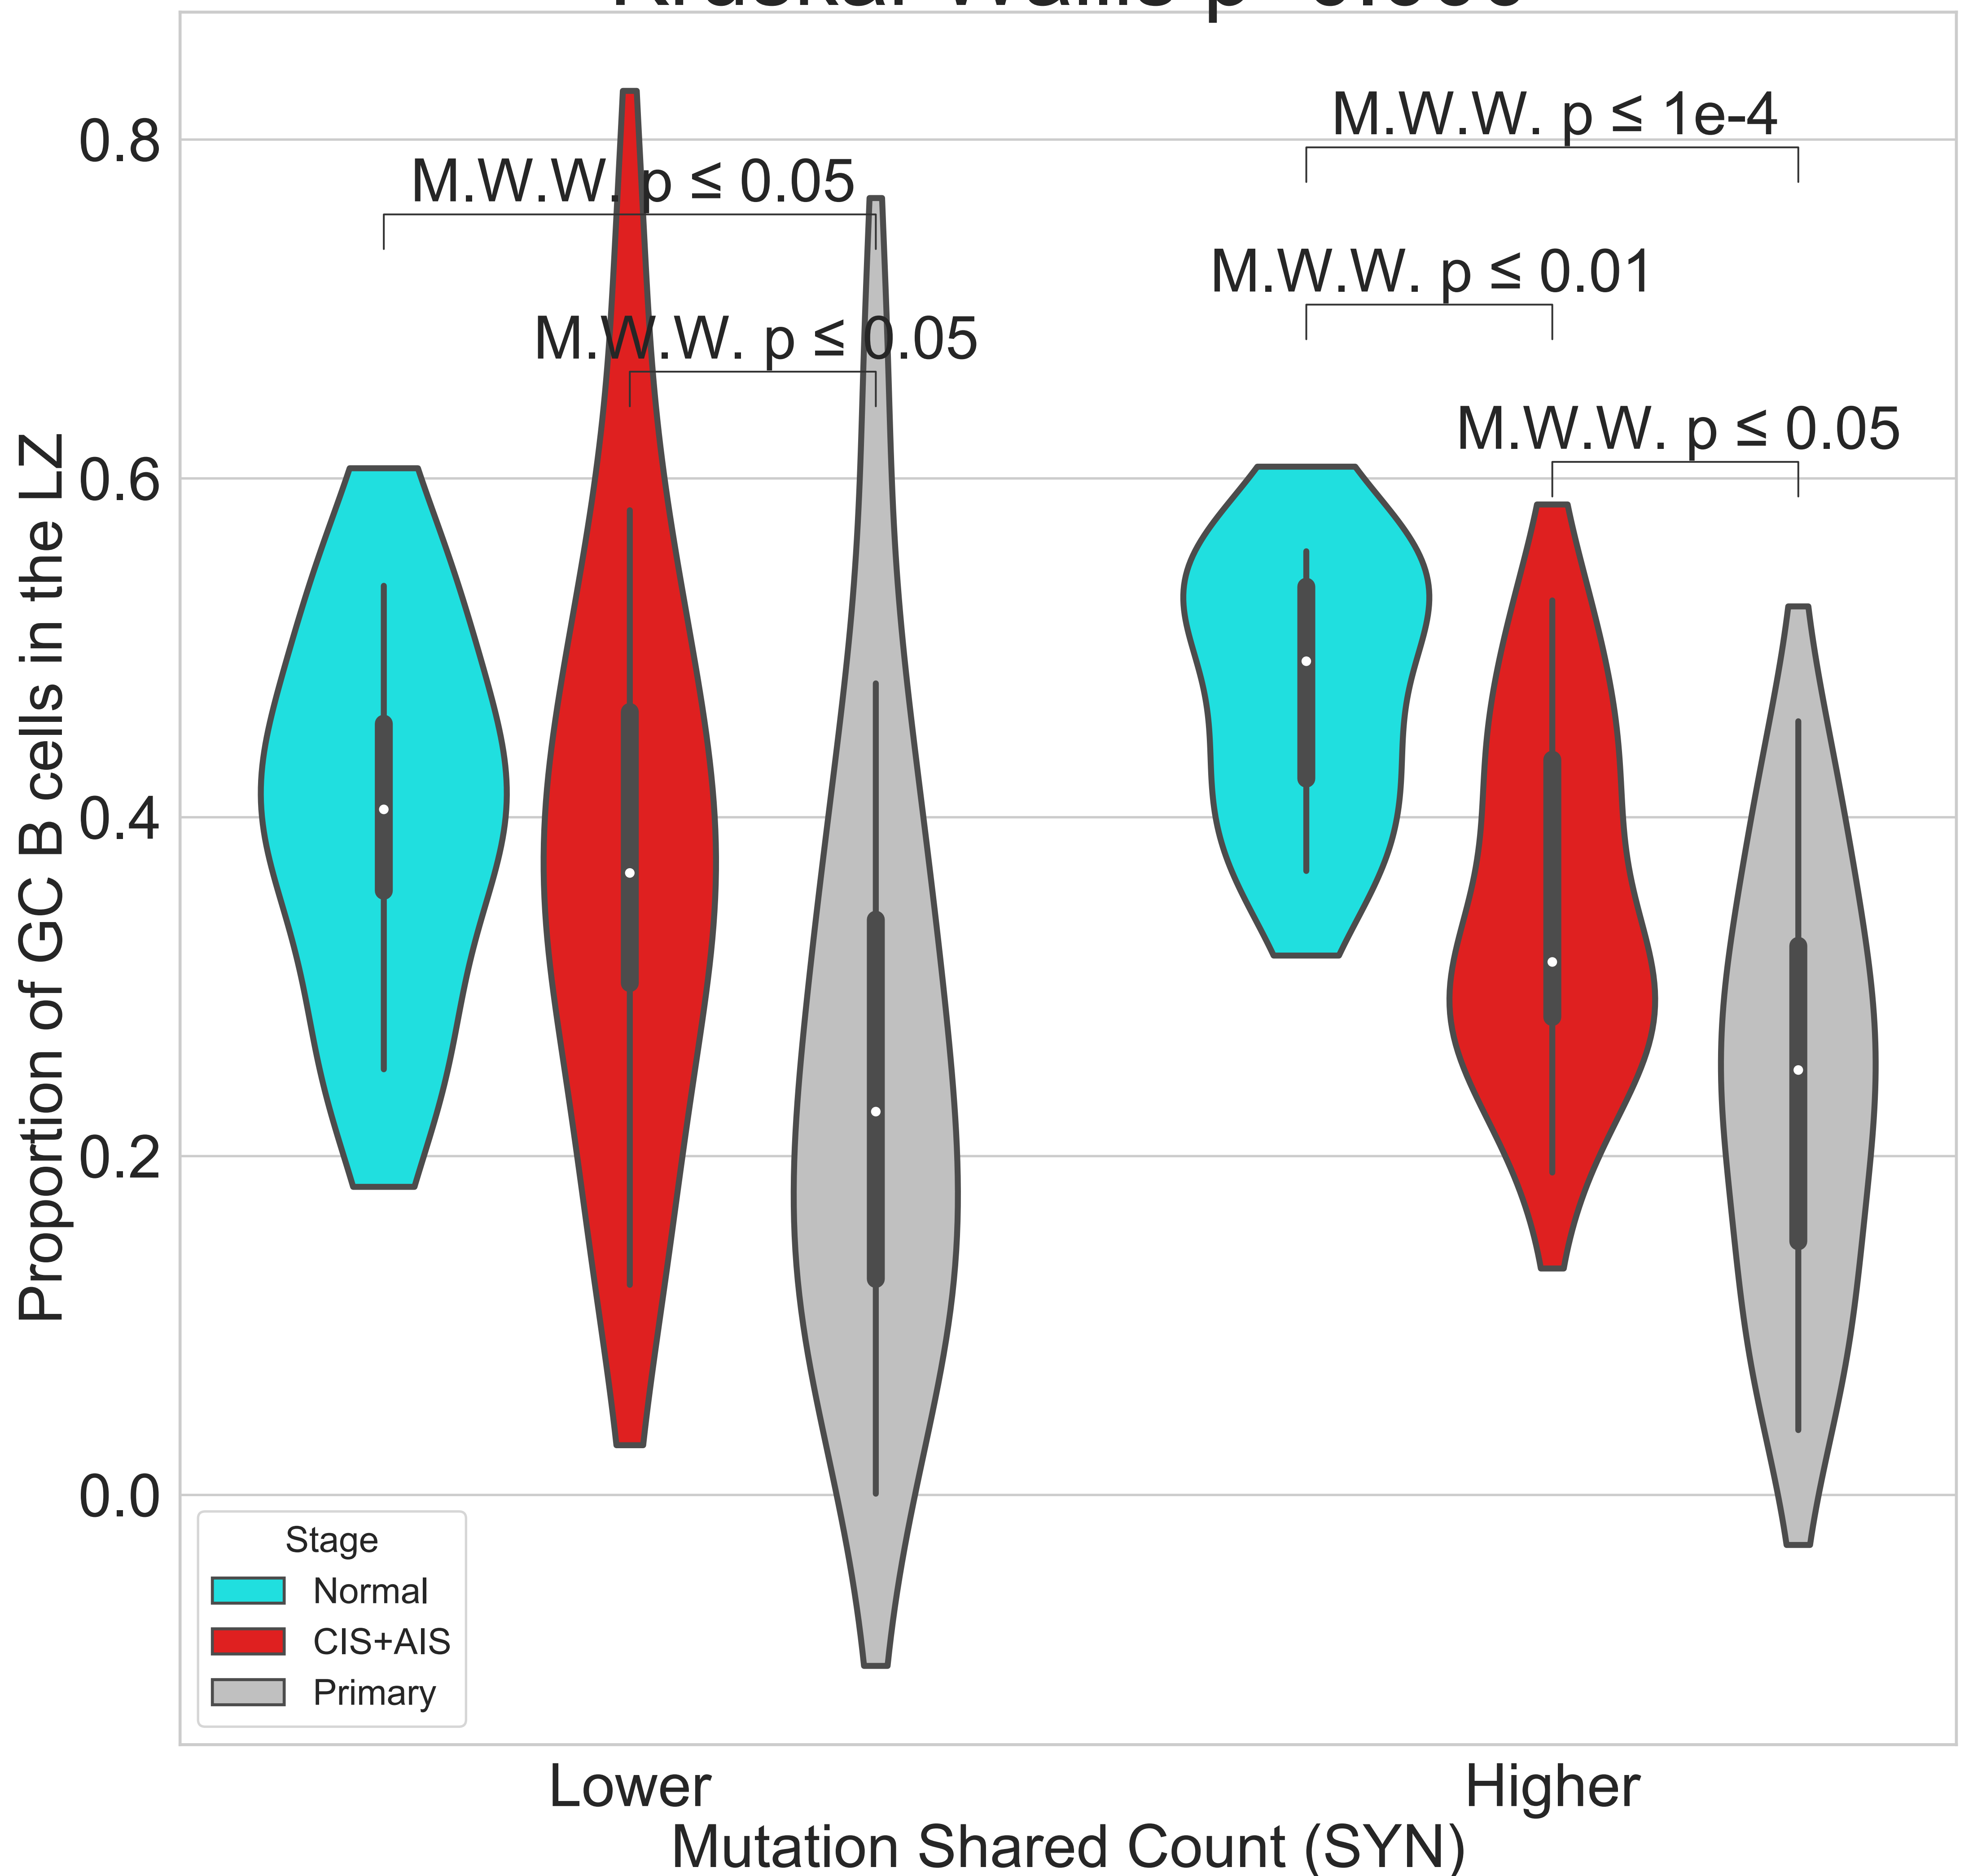 M.W.W. p ≤ 1e-4
M.W.W. p ≤ 0.05
M.W.W. p ≤ 0.01
M.W.W. p ≤ 0.05
M.W.W. p ≤ 0.05
Proportion of GC B cells in the LZ
0.8
0.6
0.4
0.2
0.0
Stage
Normal
CIS+AIS
Primary
Lower
Higher
Mutation Shared Count (SYN)